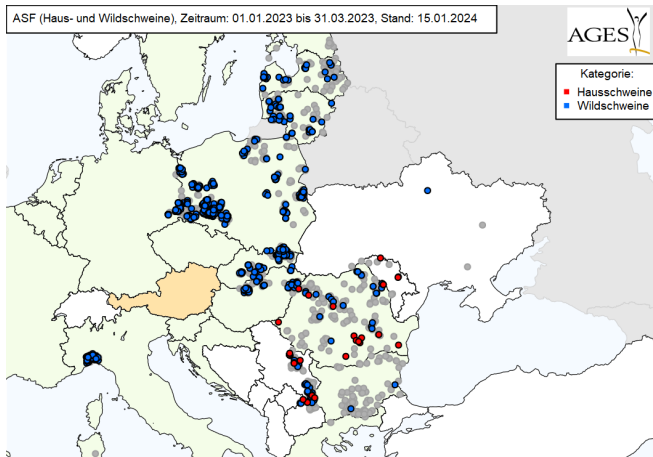 ASF (Haus- und Wildschweine), Zeitraum: 01.01.2023 bis 31.03.2023, Stand: 15.01.2024
AGES
Kategorie:
Hausschweine
Wildschweine